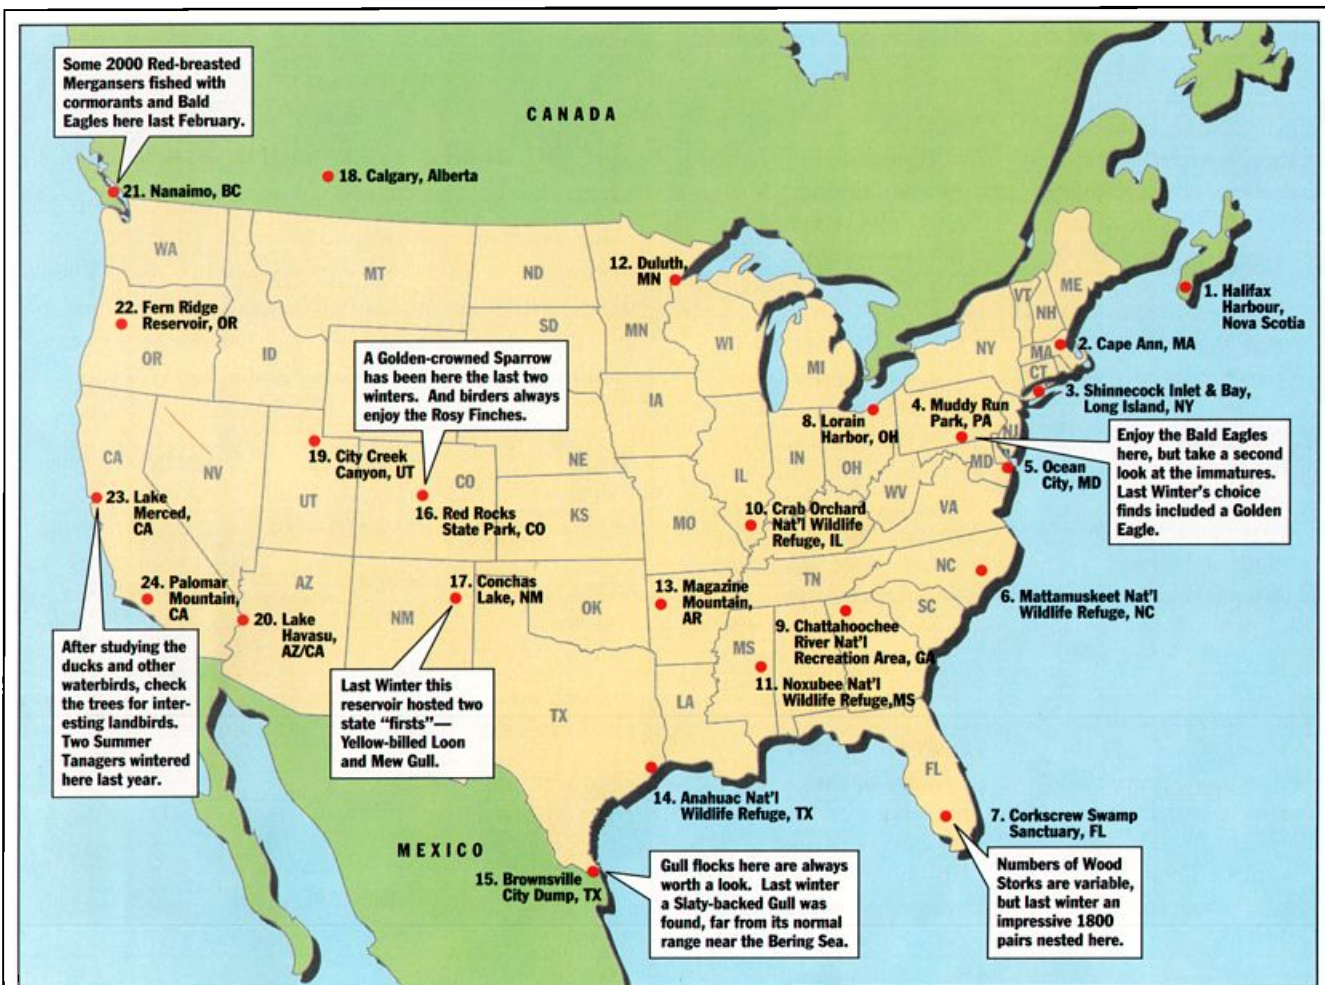 Some 2000 Red-breasted
Mergansers fished with
cormorants and Bald
Eagles here last February.
CANADA
18. Calgary, Alberta
21. Nanaimo, BC
WA
MT
ND
12. Duluth,
MN
VT
ME
NH
1. Halifax
Harbour,
Nova Scotia
22. Fern Ridge
Reservoir, OR
OR
ID
SD
MN
WI
MI
NY
MA
CT
2. Cape Ann, MA
A Golden-crowned Sparrow
has been here the last two
winters. And birders always
enjoy the Rosy Finches.
IA
3. Shinnecock Inlet & Bay,
Long Island, NY
4. Muddy Run
Park, PA
8. Lorain
Harbor, OH
NJ
Enjoy the Bald Eagles
here, but take a second
look at the immatures.
Last Winter's choice
finds included a Golden
Eagle.
19. City Creek
Canyon, UT
CA
NV
UT
CO
NE
IL
IN
OH
MD
5. Ocean
City, MD
WV
VA
23. Lake
Merced,
CA
16. Red Rocks
State Park, CO
KS
MO
10. Crab Orchard
Nat'l Wildlife
Refuge, IL
24. Palomar
Mountain,
CA
AZ
17. Conchas
Lake, NM
NM
OK
13. Magazine
Mountain,
AR
TN
NC
SC
6. Mattamuskeet Nat'l
Wildlife Refuge, NC
20. Lake
Havasu,
AZ/CA
9. Chattahoochee
River Nat'l
Recreation Area, GA
MS
11. Noxubee Nat'l
Wildlife Refuge,MS
After studying the
ducks and other
waterbirds, check
the trees for inter-
esting landbirds.
Two Summer
Tanagers wintered
here last year.
Last Winter this
reservoir hosted two
state “firsts”—
Yellow-billed Loon
and Mew Gull.
TX
LA
FL
14. Anahuac Nat'l
Wildlife Refuge, TX
7. Corkscrew Swamp
Sanctuary, FL
MEXICO
15. Brownsville
City Dump, TX
Gull flocks here are always
worth a look. Last winter
a Slaty-backed Gull was
found, far from its normal
range near the Bering Sea.
Numbers of Wood
Storks are variable,
but last winter an
impressive 1800
pairs nested here.